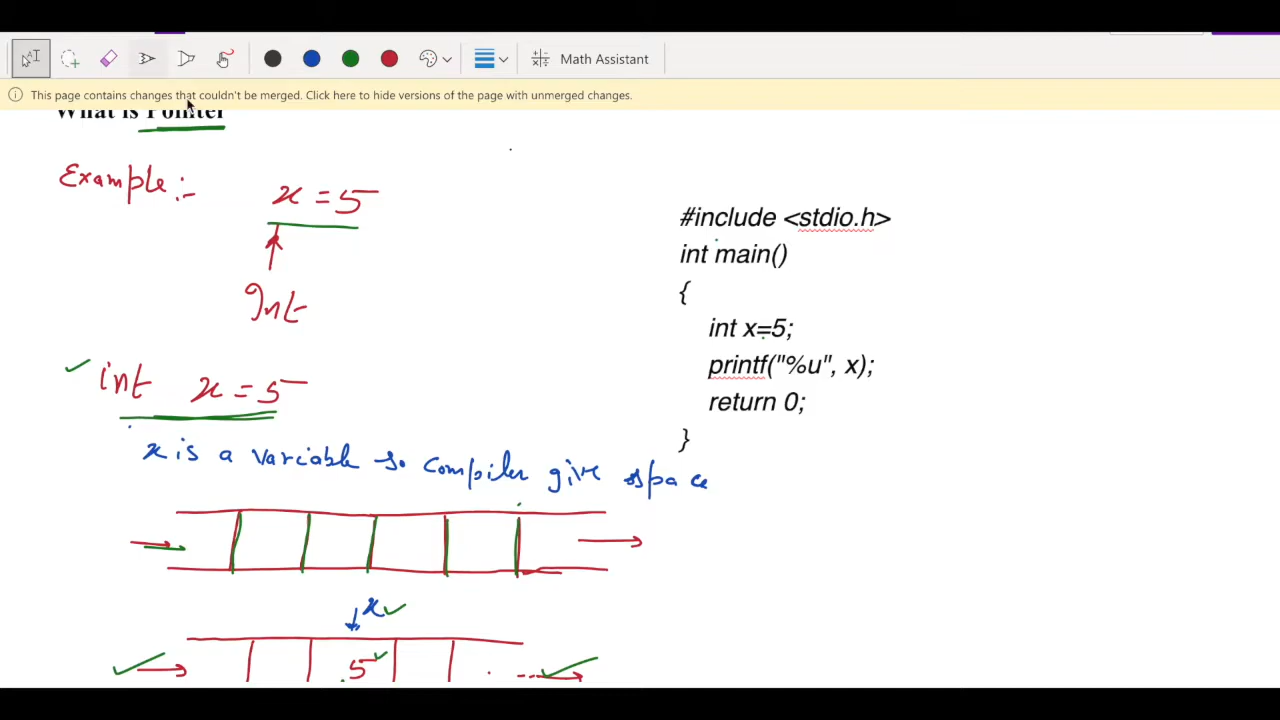 Math Assistant
This page contains changes that couldn't be merged. Click here to hide versions of the page with unmerged changes.
What is Pointer
Example:-
x = 5
Int
int x = 5
x is a variable so compiler give space
x
5
#include <stdio.h>
int main()
{
int x=5;
printf("%u", x);
return 0;
}